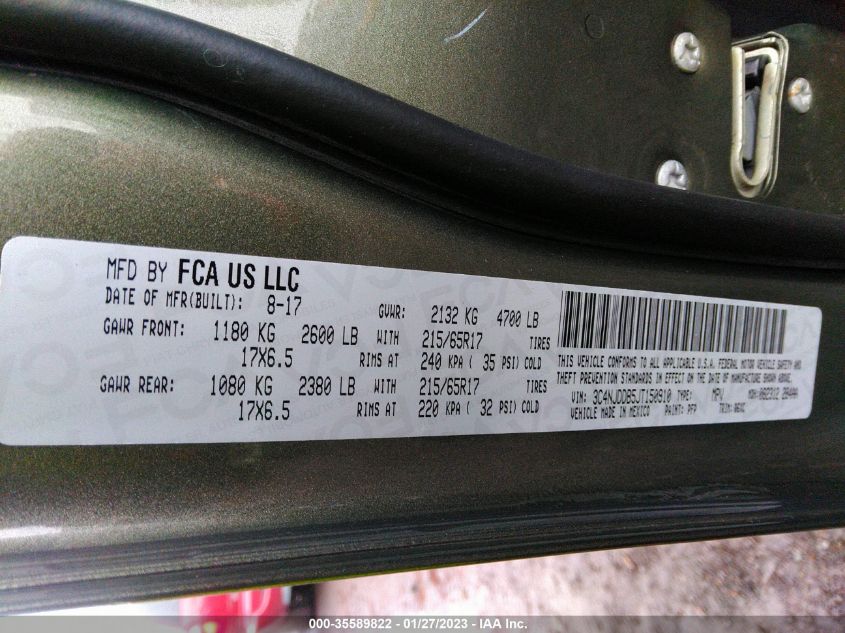 MFD BY FCA US LLC
DATE OF MFR(BUILT): 8-17 GVWR: 2132 KG 4700 LB
GAWR FRONT: 1180 KG 2600 LB WITH 215/65R17 TIRES
17X6.5 RIMS AT 240 KPA ( 35 PSI) COLD
GAWR REAR: 1080 KG 2380 LB WITH 215/65R17 TIRES
17X6.5 RIMS AT 220 KPA ( 32 PSI) COLD
THIS VEHICLE CONFORMS TO ALL APPLICABLE U.S.A. FEDERAL MOTOR VEHICLE SAFETY AND
THEFT PREVENTION STANDARDS IN EFFECT ON THE DATE OF MANUFACTURE SHOWN ABOVE.
VIN: 3C4NJDDB5JT150910 TYPE: MPV MDH: 082312
VEHICLE MADE IN MEXICO PAINT: PFP TRIM:
000-35589822 - 01/27/2023 - IAA Inc.